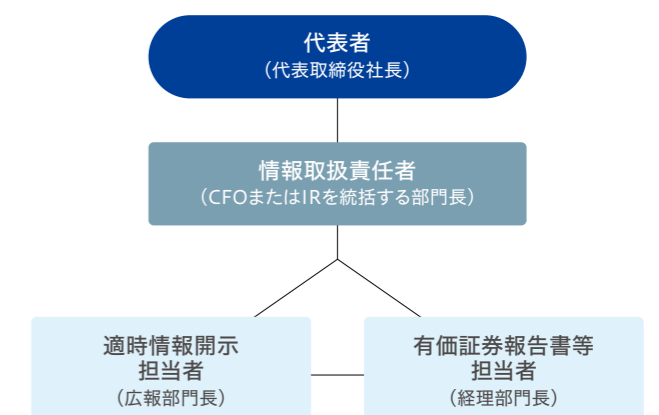 代表者
（代表取締役社長）
情報取扱責任者
（CFOまたはIRを統括する部門長）
適時情報開示
担当者
（広報部門長）
有価証券報告書等
担当者
（経理部門長）